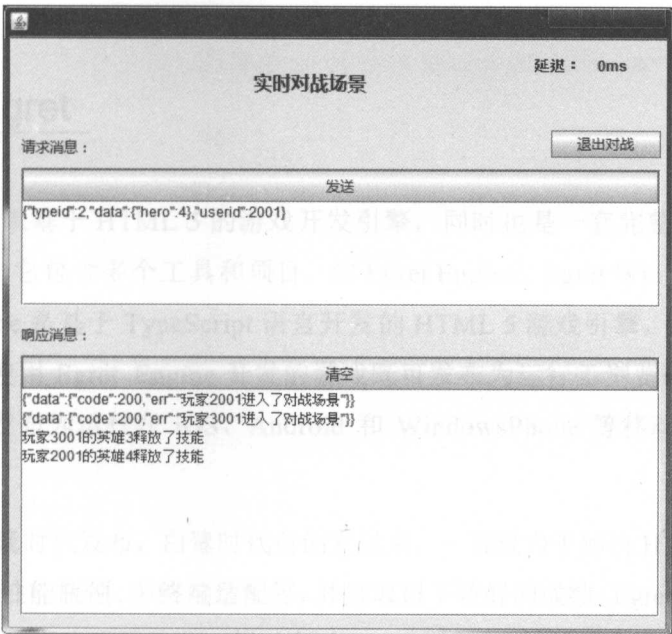 实时对战场景
延迟： 0ms
请求消息：
退出对战
发送
{"typeid":2,"data":{"hero":4},"userid":2001}
响应消息：
清空
{"data":{"code":200,"err":"玩家2001进入了对战场景"}}
{"data":{"code":200,"err":"玩家3001进入了对战场景"}}
玩家3001的英雄3释放了技能
玩家2001的英雄4释放了技能